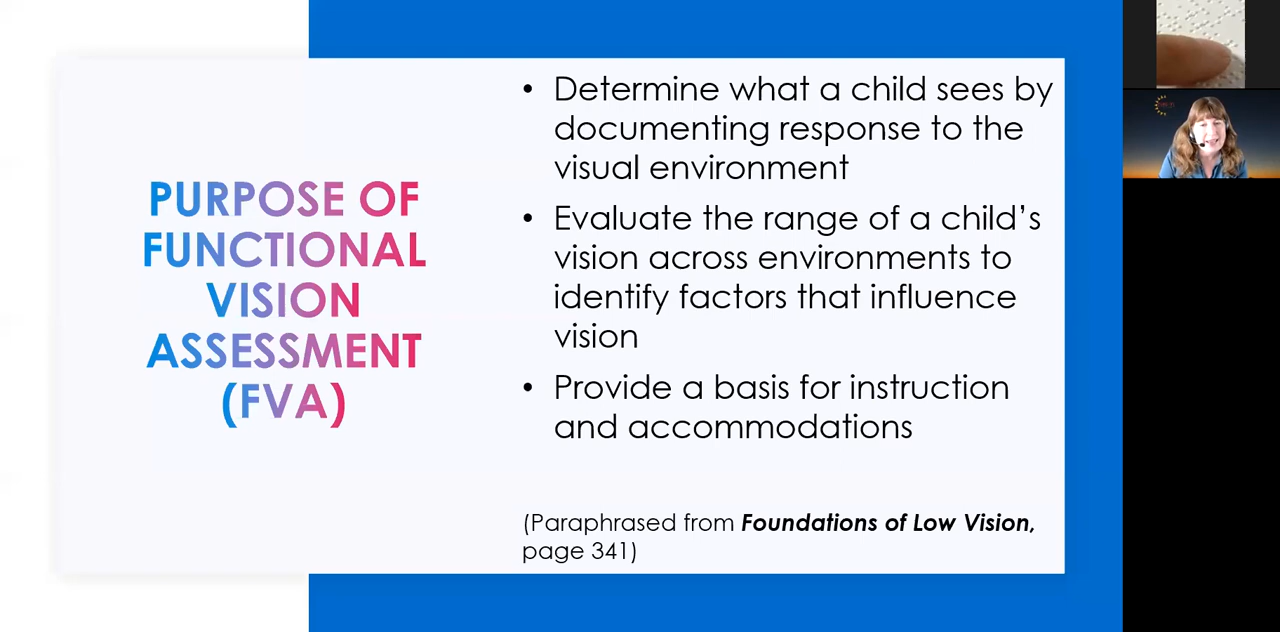 PURPOSE OF
FUNCTIONAL
VISION
ASSESSMENT
(FVA)
• Determine what a child sees by
documenting response to the
visual environment
• Evaluate the range of a child’s
vision across environments to
identify factors that influence
vision
• Provide a basis for instruction
and accommodations
(Paraphrased from Foundations of Low Vision,
page 341)